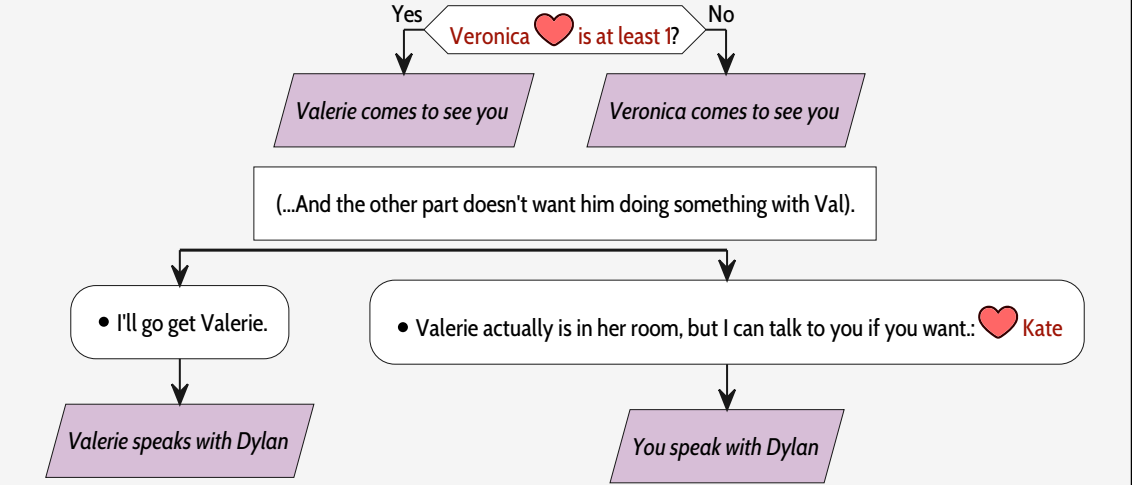 Yes
Veronica is at least 1?
No
Valerie comes to see you
Veronica comes to see you
(...And the other part doesn't want him doing something with Val).
• I'll go get Valerie.
• Valerie actually is in her room, but I can talk to you if you want.: Kate
Valerie speaks with Dylan
You speak with Dylan